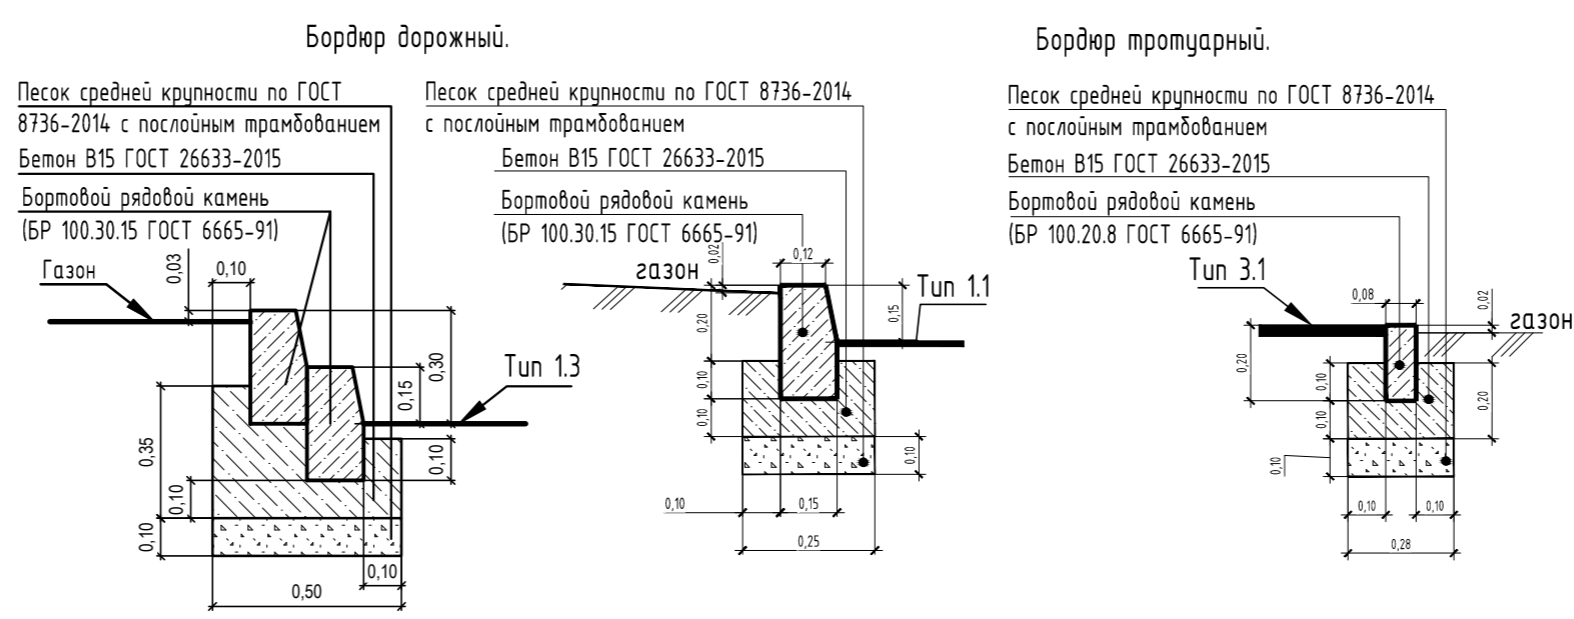 Бордюр дорожный.
Бордюр тротуарный.
Песок средней крупности по ГОСТ
8736-2014 с послойным трамбованием
Бетон В15 ГОСТ 26633-2015
Бортовой рядовой камень
(БР 100.30.15 ГОСТ 6665-91)
Газон
0,03
0,10
0,30
0,15
Тип 1.3
0,35
0,10
0,10
0,10
0,10
0,50
Песок средней крупности по ГОСТ 8736-2014
с послойным трамбованием
Бетон В15 ГОСТ 26633-2015
Бортовой рядовой камень
(БР 100.30.15 ГОСТ 6665-91)
газон
0,02
0,12
Тип 1.1
0,15
0,20
0,10
0,10
0,10
0,10
0,15
0,25
Песок средней крупности по ГОСТ 8736-2014
с послойным трамбованием
Бетон В15 ГОСТ 26633-2015
Бортовой рядовой камень
(БР 100.20.8 ГОСТ 6665-91)
Тип 3.1
0,08
0,02
газон
0,20
0,10
0,10
0,20
0,10
0,10
0,10
0,28